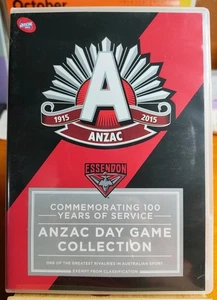 October
A
1915 2015
ANZAC
ESSENDON
COMMEMORATING 100
YEARS OF SERVICE
ANZAC DAY GAME
COLLECTION
ONE OF THE GREATEST RIVALRIES IN AUSTRALIAN SPORT
EXEMPT FROM CLASSIFICATION